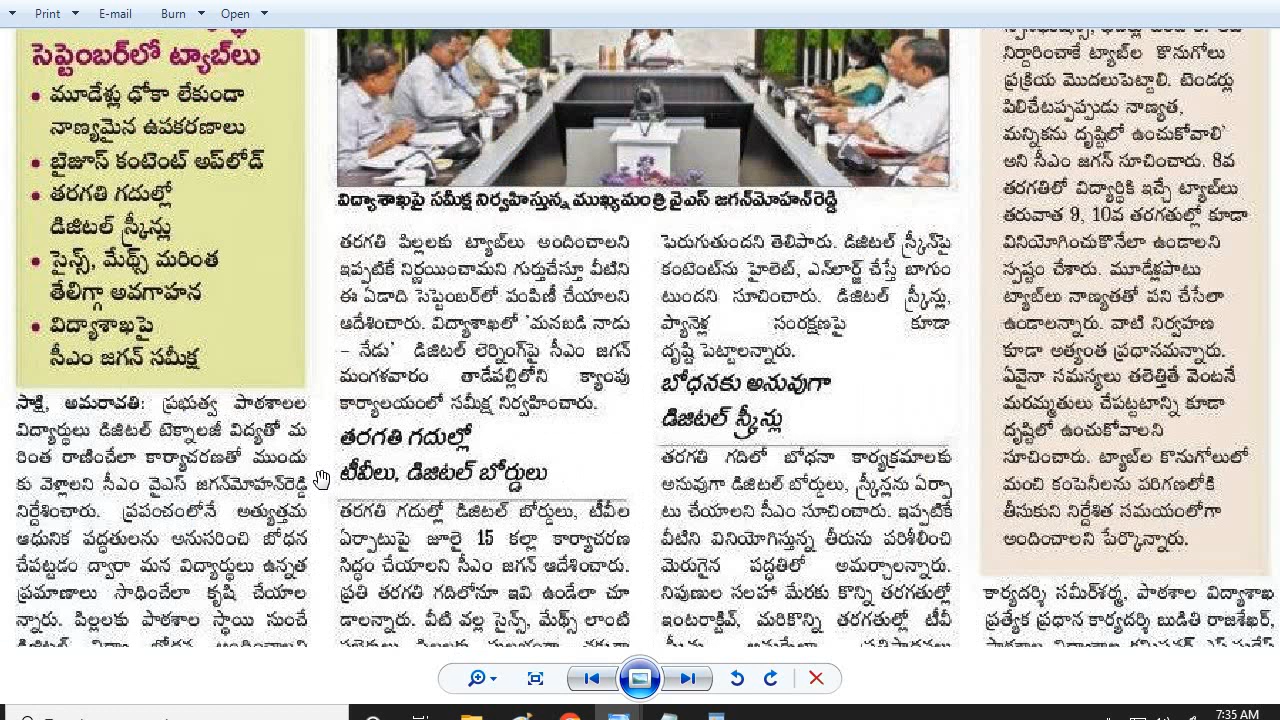 Print E-mail Burn Open
సెప్టెంబర్‌లో ట్యాబ్‌లు
• మూడేళ్లు ఢోకా లేకుండా
నాణ్యమైన ఉపకరణాలు
• బైజూస్ కంటెంట్ అప్‌లోడ్
• తరగతి గదుల్లో
డిజిటల్ స్క్రీన్లు
• సైన్స్, మేథ్స్ మరింత
తేలిగ్గా అవగాహన
• విద్యాశాఖపై
సీఎం జగన్ సమీక్ష
సాక్షి, అమరావతి: ప్రభుత్వ పాఠశాలల
విద్యార్థులు డిజిటల్ టెక్నాలజీ విద్యతో మ
రింత రాణించేలా కార్యాచరణతో ముందు
కు వెళ్లాలని సీఎం వైఎస్ జగన్‌మోహన్‌రెడ్డి
నిర్దేశించారు. ప్రపంచంలోనే అత్యుత్తమ
ఆధునిక పద్ధతులను అనుసరించి బోధన
చేపట్టడం ద్వారా మన విద్యార్థులు ఉన్నత
ప్రమాణాలు సాధించేలా కృషి చేయాల
న్నారు. పిల్లలకు పాఠశాల స్థాయి నుంచే
విద్యాశాఖపై సమీక్ష నిర్వహిస్తున్న ముఖ్యమంత్రి వైఎస్ జగన్‌మోహన్‌రెడ్డి
తరగతి పిల్లలకు ట్యాబ్‌లు అందించాలని
ఇప్పటికే నిర్ణయించామని గుర్తుచేస్తూ వీటిని
ఈ ఏడాది సెప్టెంబర్‌లో పంపిణీ చేయాలని
ఆదేశించారు. విద్యాశాఖలో 'మనబడి నాడు
– నేడు' డిజిటల్ లెర్నింగ్‌పై సీఎం జగన్
మంగళవారం తాడేపల్లిలోని క్యాంపు
కార్యాలయంలో సమీక్ష నిర్వహించారు.
తరగతి గదుల్లో
టీవీలు, డిజిటల్ బోర్డులు
తరగతి గదుల్లో డిజిటల్ బోర్డులు, టీవీల
ఏర్పాటుపై జూలై 15 కల్లా కార్యాచరణ
సిద్ధం చేయాలని సీఎం జగన్ ఆదేశించారు.
ప్రతి తరగతి గదిలోనూ ఇవి ఉండేలా చూ
డాలన్నారు. వీటి వల్ల సైన్స్, మేథ్స్ లాంటి
పెరుగుతుందని తెలిపారు. డిజిటల్ స్క్రీన్‌పై
కంటెంట్‌ను హైలెట్, ఎన్‌లార్జ్ చేస్తే బాగుం
టుందని సూచించారు. డిజిటల్ స్క్రీన్లు,
ప్యానెళ్ల సంరక్షణపై కూడా
దృష్టి పెట్టాలన్నారు.
బోధనకు అనువుగా
డిజిటల్ స్క్రీన్లు
తరగతి గదిలో బోధనా కార్యక్రమాలకు
అనువుగా డిజిటల్ బోర్డులు, స్క్రీన్లను ఏర్పా
టు చేయాలని సీఎం సూచించారు. ఇప్పటికే
వీటిని వినియోగిస్తున్న తీరును పరిశీలించి
మెరుగైన పద్ధతిలో అమర్చాలన్నారు.
నిపుణుల సలహా మేరకు కొన్ని తరగతుల్లో
ఇంటరాక్టివ్, మరికొన్ని తరగతుల్లో టీవీ
నిర్ధారించాకే ట్యాబ్‌ల కొనుగోలు
ప్రక్రియ మొదలుపెట్టాలి. టెండర్లు
పిలిచేటప్పుడు నాణ్యత,
మన్నికను దృష్టిలో ఉంచుకోవాలి'
అని సీఎం జగన్ సూచించారు. 8వ
తరగతిలో విద్యార్థికి ఇచ్చే ట్యాబ్‌లు
తరువాత 9, 10వ తరగతుల్లో కూడా
వినియోగించుకొనేలా ఉండాలని
స్పష్టం చేశారు. మూడేళ్లపాటు
ట్యాబ్‌లు నాణ్యతతో పని చేసేలా
ఉండాలన్నారు. వాటి నిర్వహణ
కూడా అత్యంత ప్రధానమన్నారు.
ఏవైనా సమస్యలు తలెత్తితే వెంటనే
మరమ్మతులు చేపట్టటాన్ని కూడా
దృష్టిలో ఉంచుకోవాలని
సూచించారు. ట్యాబ్‌ల కొనుగోలులో
మంచి కంపెనీలను పరిగణలోకి
తీసుకుని నిర్దేశిత సమయంలోగా
అందించాలని పేర్కొన్నారు.
కార్యదర్శి సమీర్‌శర్మ, పాఠశాల విద్యాశాఖ
ప్రత్యేక ప్రధాన కార్యదర్శి బుడితి రాజశేఖర్,
7:35 AM